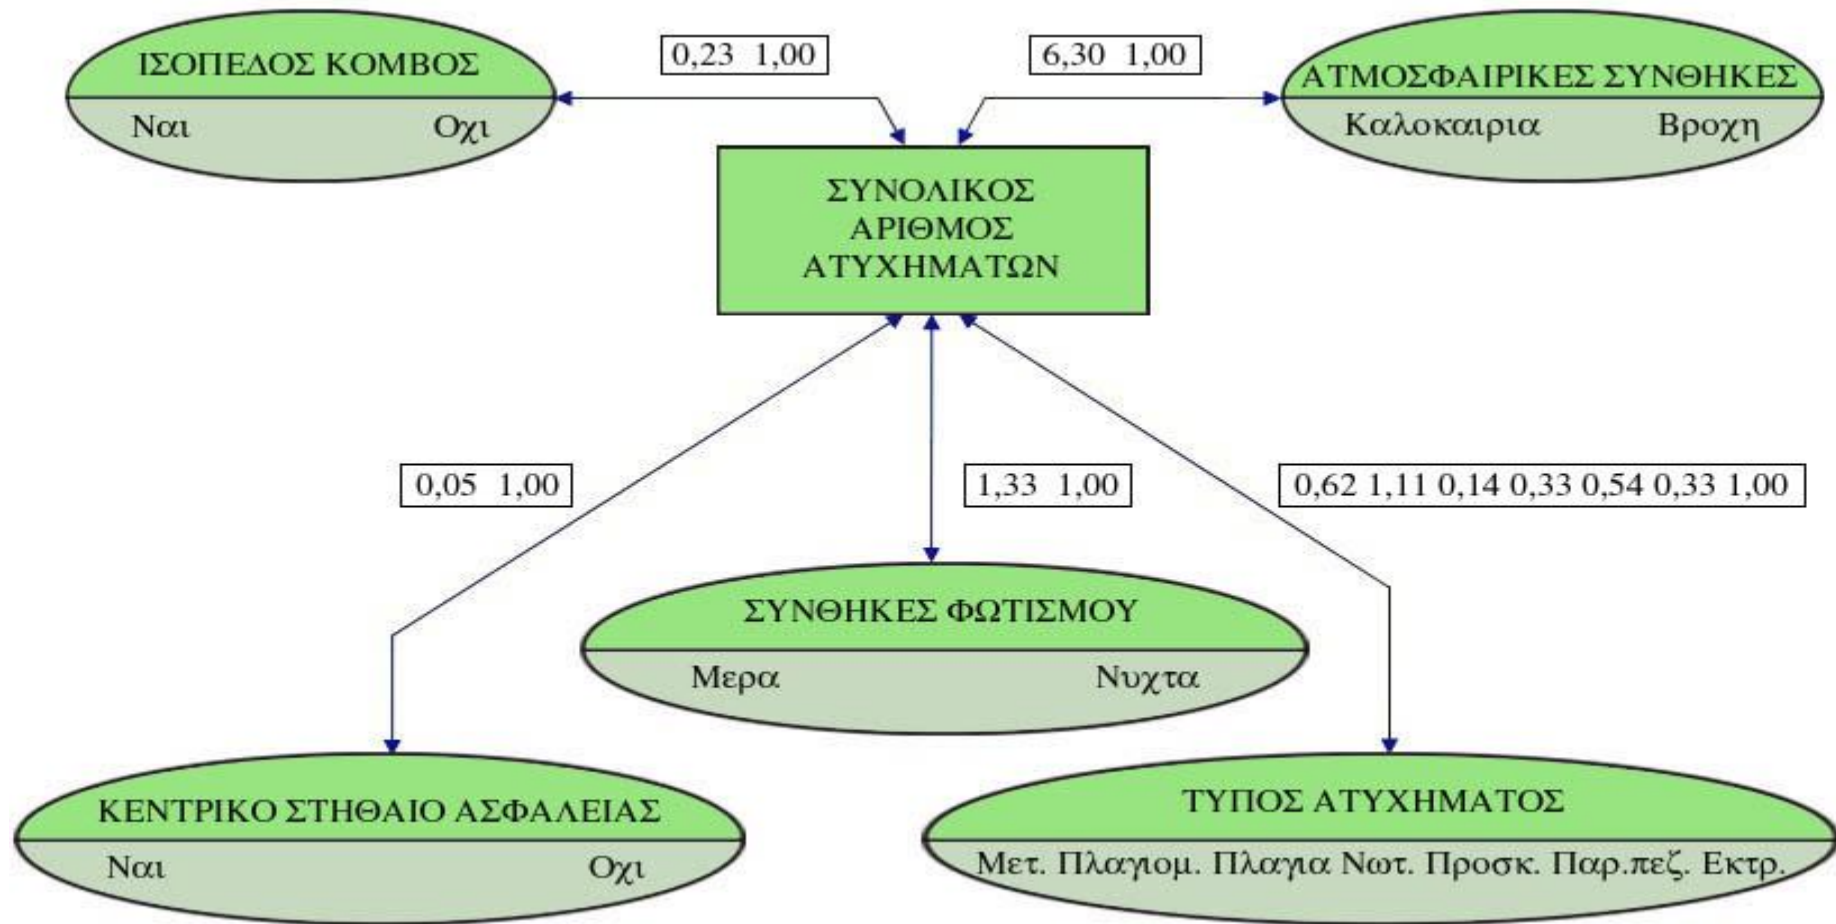 0,23 1,00
6,30 1,00
ΙΣΟΠΕΔΟΣ ΚΟΜΒΟΣ
Ναι Οχι
ΑΤΜΟΣΦΑΙΡΙΚΕΣ ΣΥΝΘΗΚΕΣ
Καλοκαιρια Βροχη
ΣΥΝΟΛΙΚΟΣ
ΑΡΙΘΜΟΣ
ΑΤΥΧΗΜΑΤΩΝ
0,05 1,00
1,33 1,00
0,62 1,11 0,14 0,33 0,54 0,33 1,00
ΣΥΝΘΗΚΕΣ ΦΩΤΙΣΜΟΥ
Μερα Νυχτα
ΚΕΝΤΡΙΚΟ ΣΤΗΘΑΙΟ ΑΣΦΑΛΕΙΑΣ
Ναι Οχι
ΤΥΠΟΣ ΑΤΥΧΗΜΑΤΟΣ
Μετ. Πλαγιομ. Πλαγια Νωτ. Προσκ. Παρ.πεζ. Εκτρ.